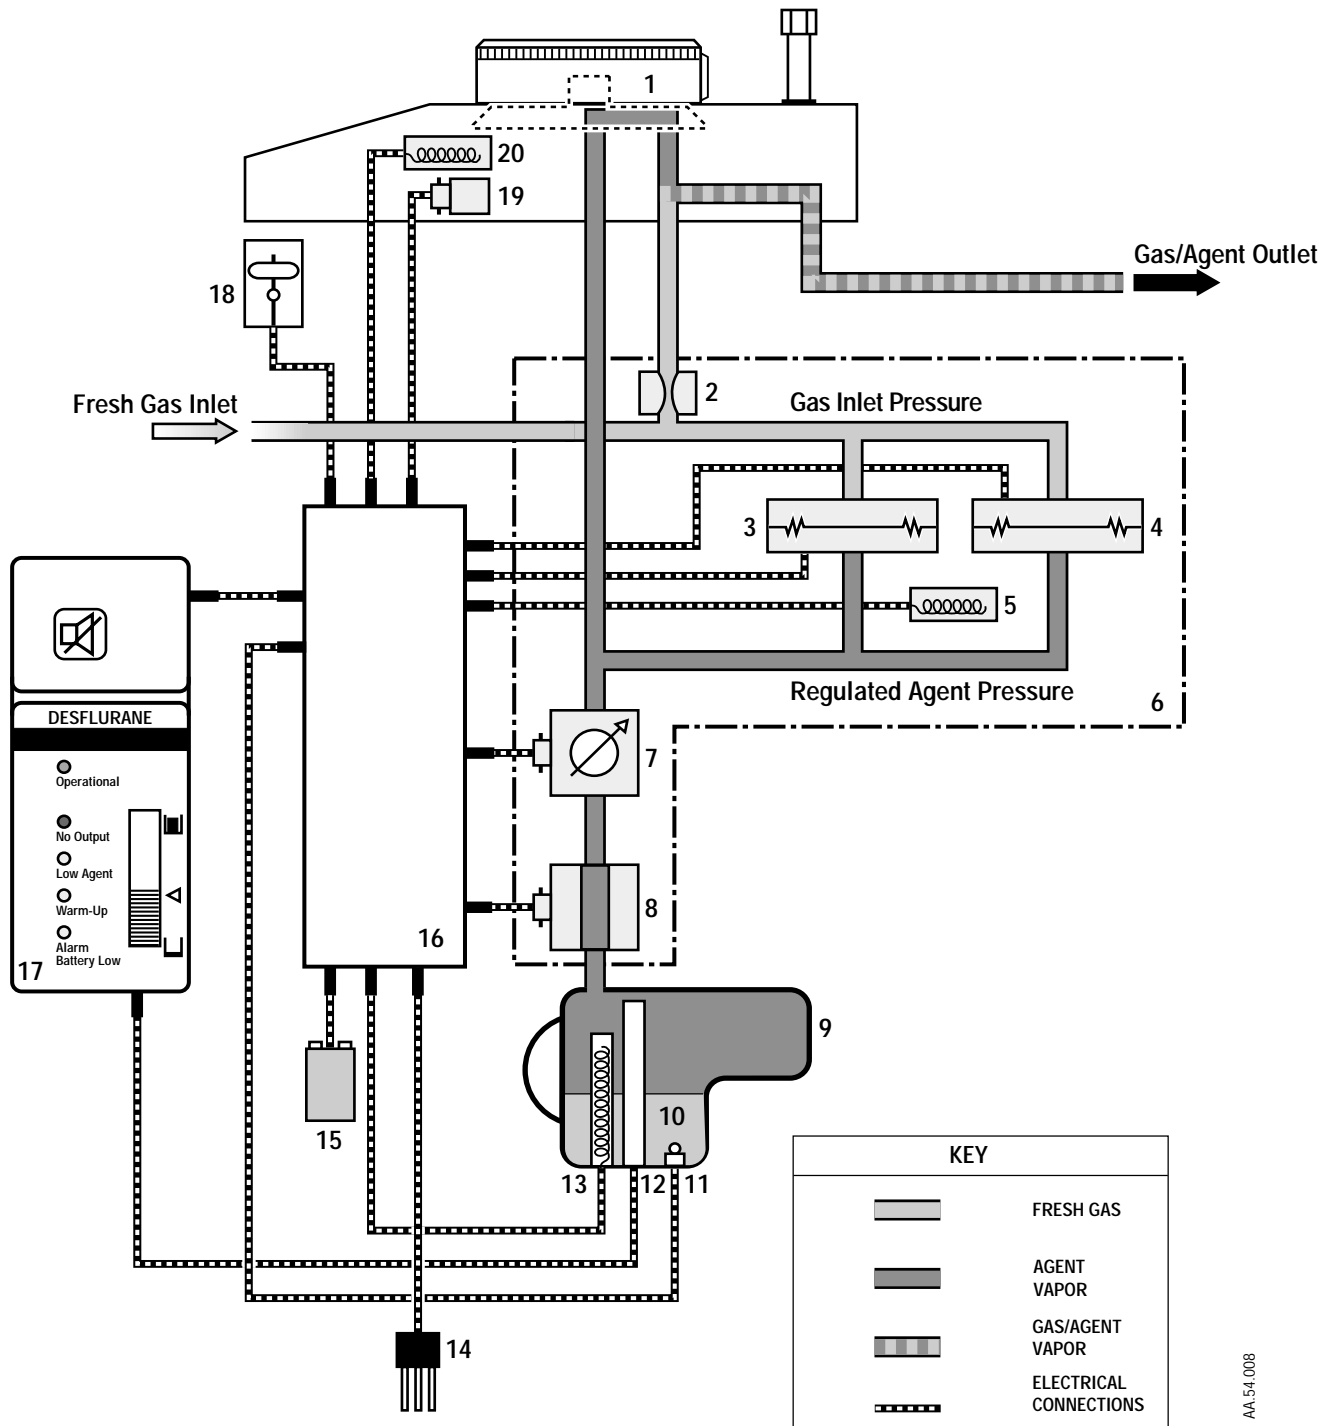 1
20
19
Gas/Agent Outlet
18
2
Gas Inlet Pressure
Fresh Gas Inlet
3
4
5
Regulated Agent Pressure
6
DESFLURANE
Operational
No Output
Low Agent
Warm-Up
Alarm
Battery Low
17
7
8
16
9
10
15
13
12
11
14
KEY
FRESH GAS
AGENT
VAPOR
GAS/AGENT
VAPOR
ELECTRICAL
CONNECTIONS
AA.54.008